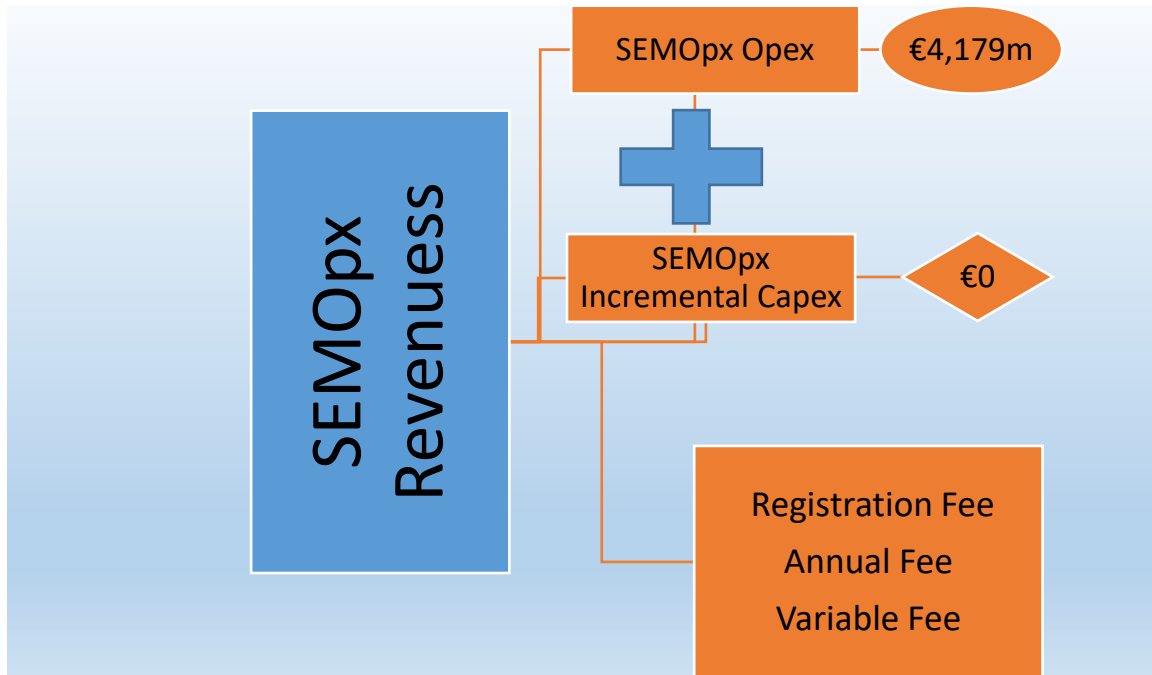 SEMOpx Opex
€4,179m
SEMOpx
Revenuess
SEMOpx
Incremental Capex
€0
Registration Fee
Annual Fee
Variable Fee